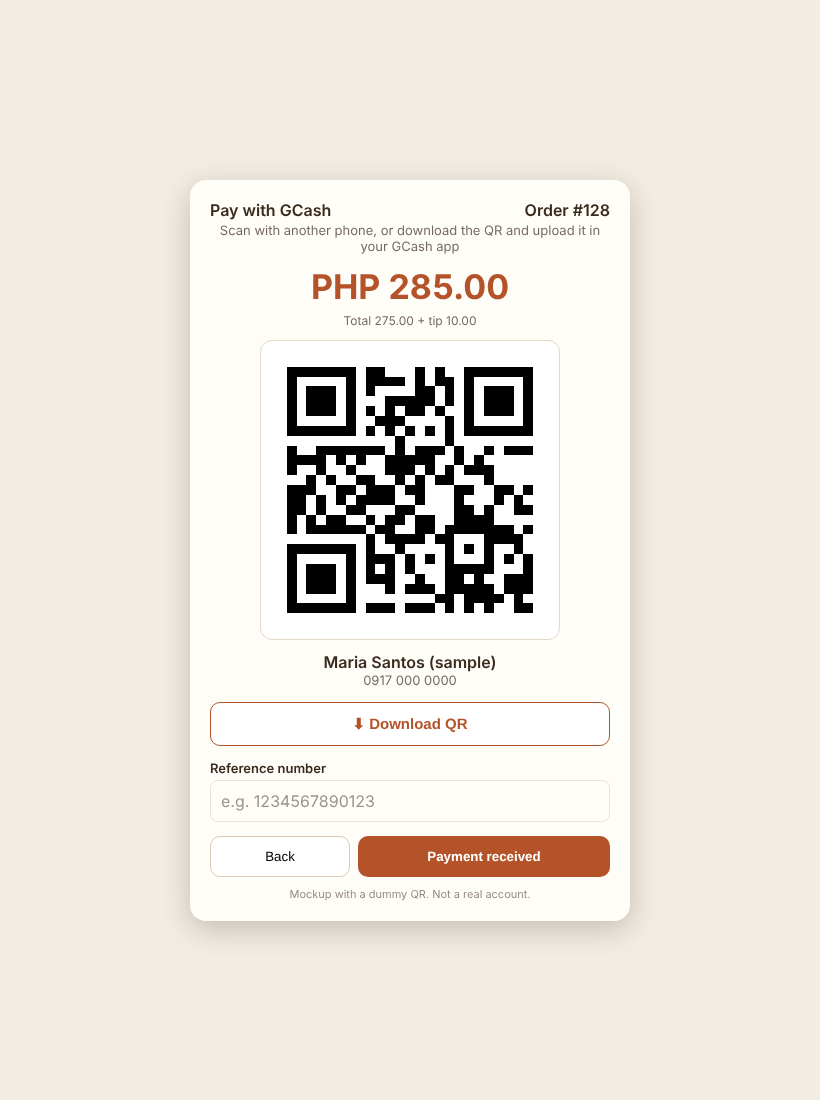 Pay with GCash
Order #128
Scan with another phone, or download the QR and upload it in
your GCash app
PHP 285.00
Total 275.00 + tip 10.00
Maria Santos (sample)
0917 000 0000
⬇ Download QR
Reference number
e.g. 1234567890123
Back
Payment received
Mockup with a dummy QR. Not a real account.